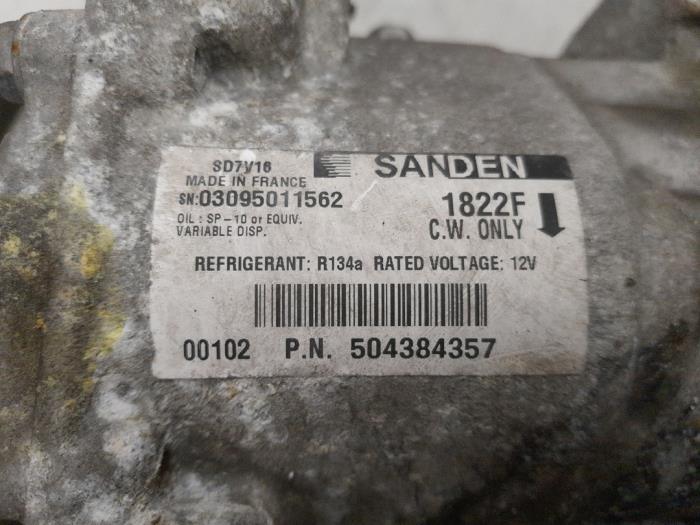 SD7V16 SANDEN
MADE IN FRANCE
SN:03095011562 1822F
OIL : SP-10 or EQUIV. C.W. ONLY
VARIABLE DISP.
REFRIGERANT: R134a RATED VOLTAGE: 12V
00102 P.N. 504384357